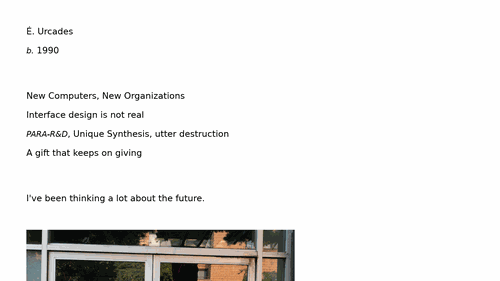 É. Urcades
b. 1990
New Computers, New Organizations
Interface design is not real
PARA-R&D, Unique Synthesis, utter destruction
A gift that keeps on giving
I've been thinking a lot about the future.